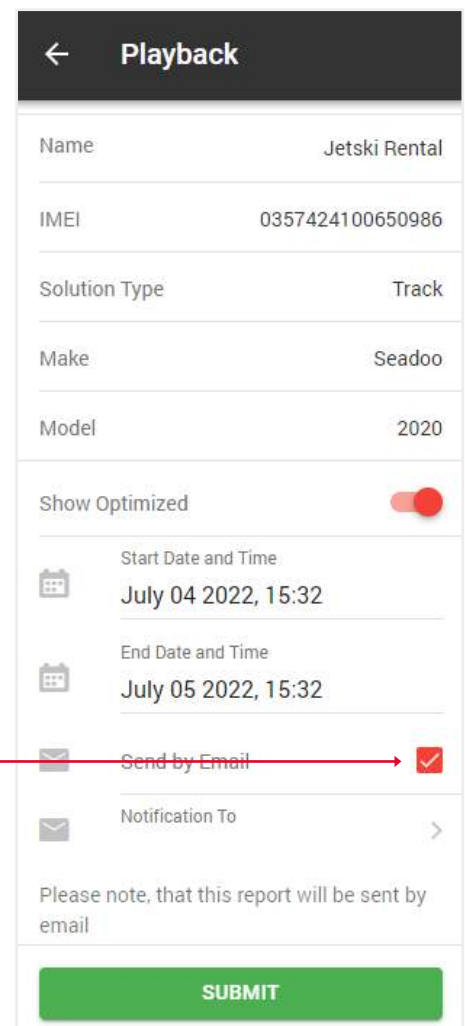 Playback
Name Jetski Rental
IMEI 0357424100650986
Solution Type Track
Make Seadoo
Model 2020
Show Optimized
Start Date and Time
July 04 2022, 15:32
End Date and Time
July 05 2022, 15:32
Send by Email
Notification To
Please note, that this report will be sent by
email
SUBMIT